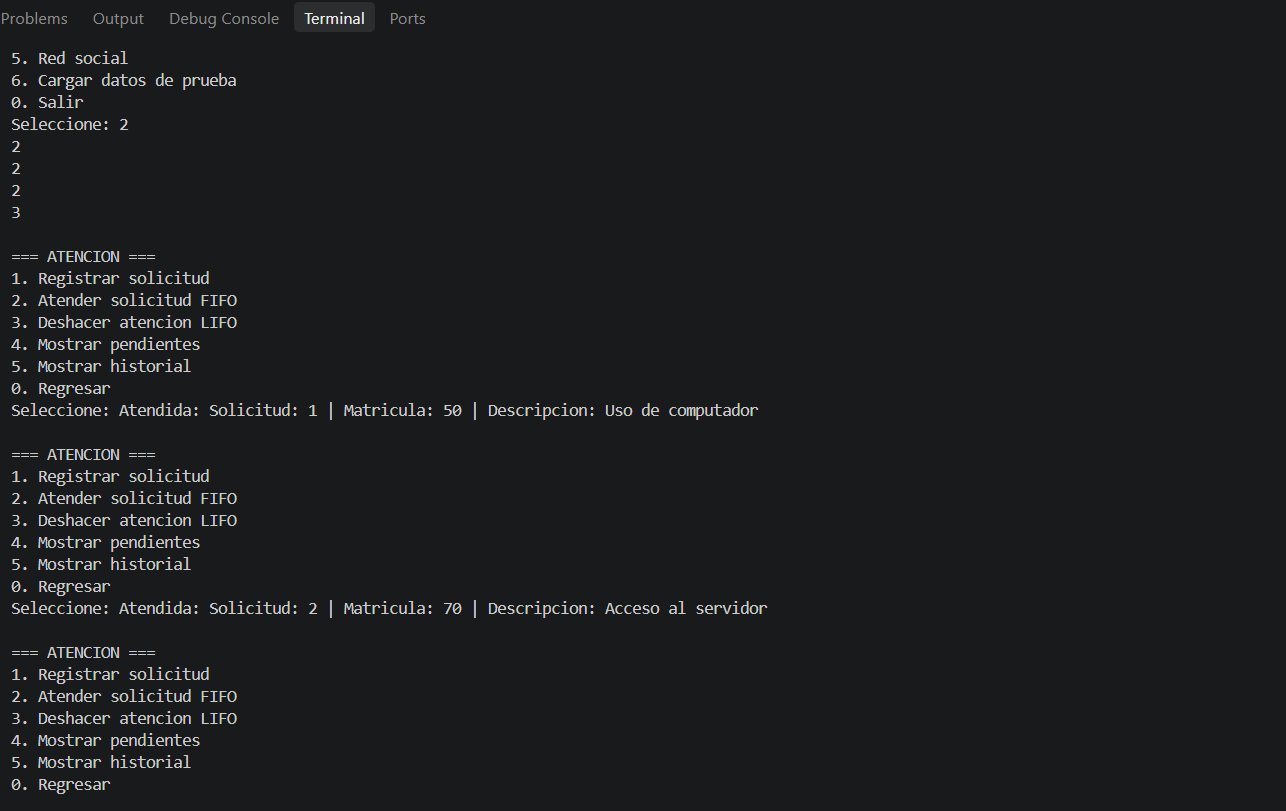 Problems Output Debug Console Terminal Ports
5. Red social
6. Cargar datos de prueba
0. Salir
Seleccione: 2
2
2
2
3
=== ATENCION ===
1. Registrar solicitud
2. Atender solicitud FIFO
3. Deshacer atencion LIFO
4. Mostrar pendientes
5. Mostrar historial
0. Regresar
Seleccione: Atendida: Solicitud: 1 | Matricula: 50 | Descripcion: Uso de computador
=== ATENCION ===
1. Registrar solicitud
2. Atender solicitud FIFO
3. Deshacer atencion LIFO
4. Mostrar pendientes
5. Mostrar historial
0. Regresar
Seleccione: Atendida: Solicitud: 2 | Matricula: 70 | Descripcion: Acceso al servidor
=== ATENCION ===
1. Registrar solicitud
2. Atender solicitud FIFO
3. Deshacer atencion LIFO
4. Mostrar pendientes
5. Mostrar historial
0. Regresar